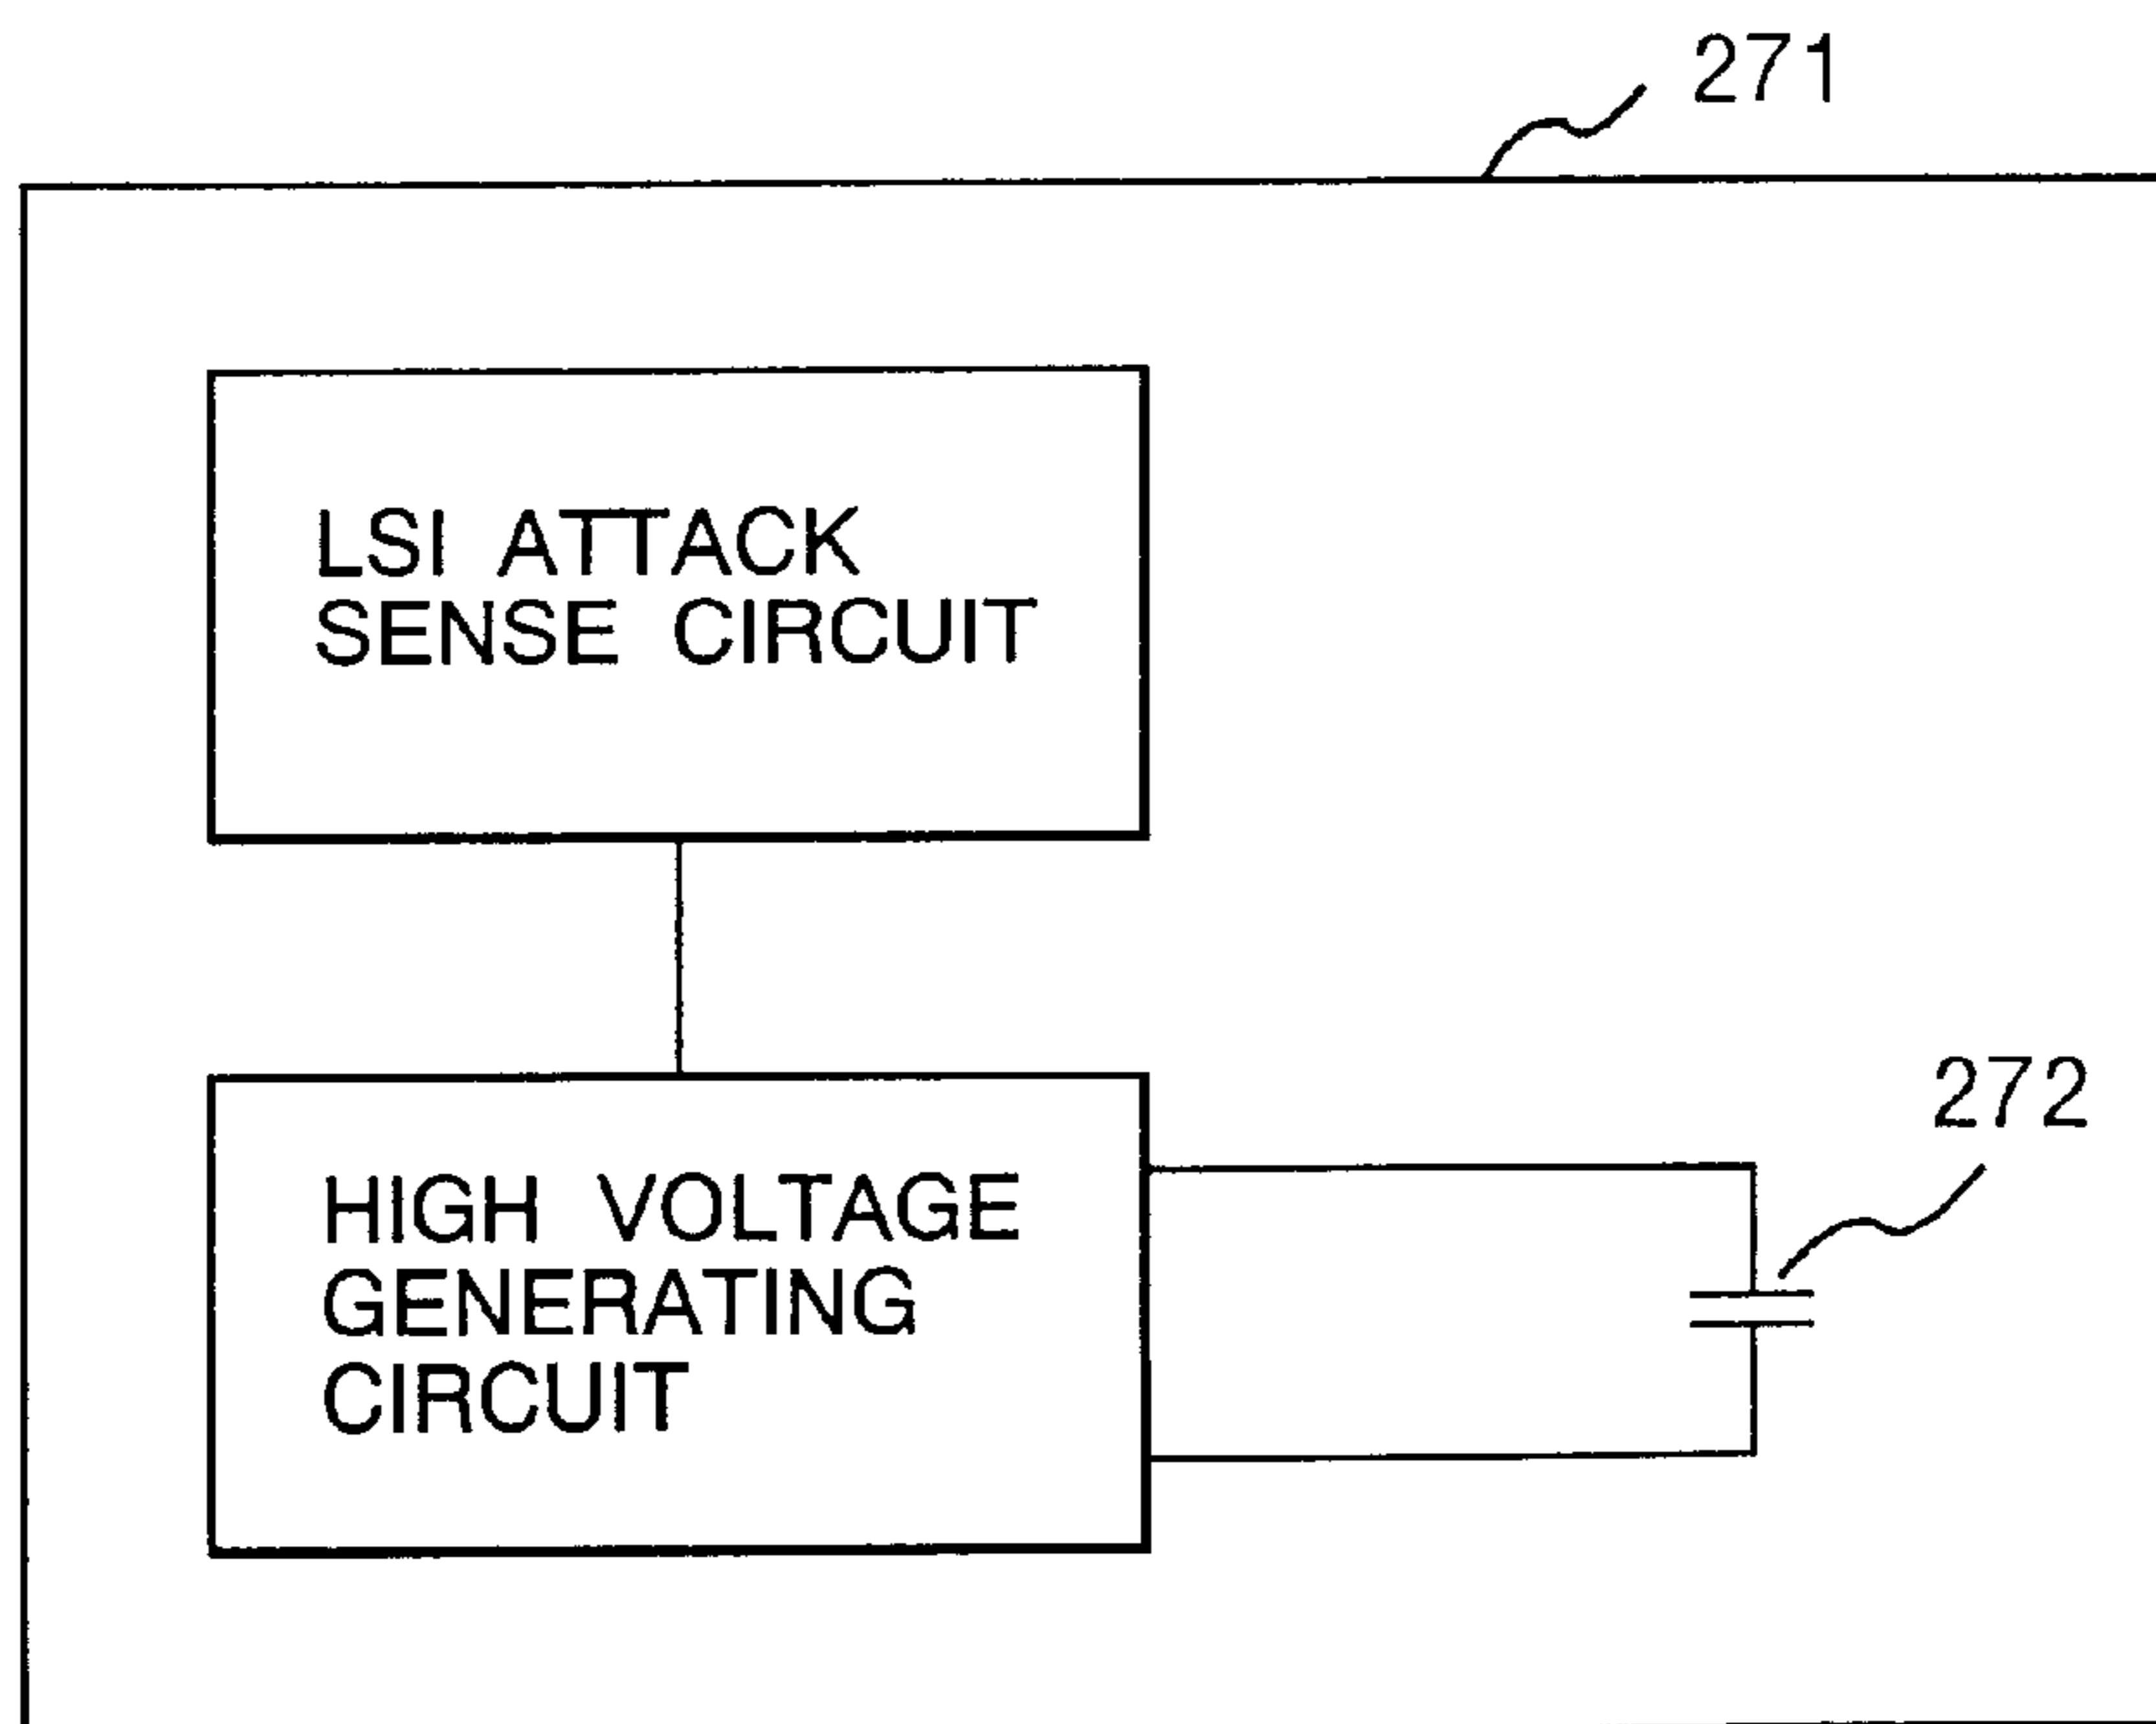 271
LSI ATTACK
SENSE CIRCUIT
272
HIGH VOLTAGE
GENERATING
CIRCUIT